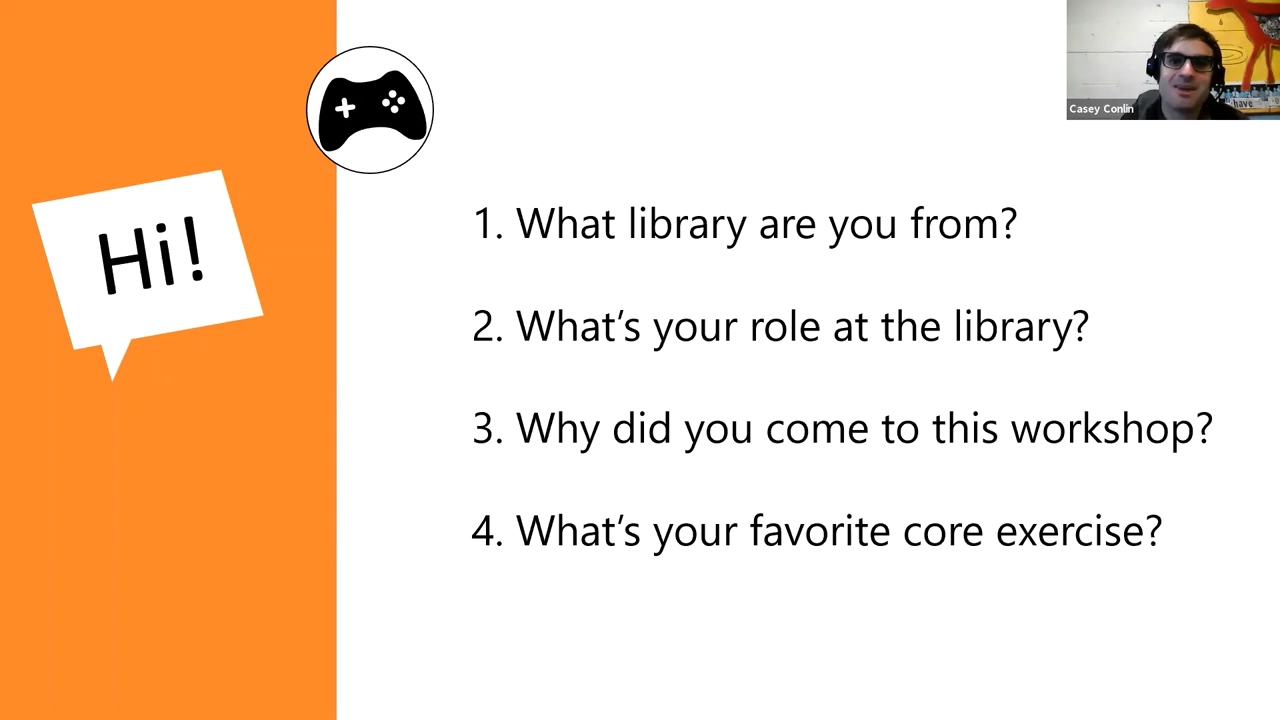 Hi!
Casey Conlin
have
1. What library are you from?
2. What's your role at the library?
3. Why did you come to this workshop?
4. What's your favorite core exercise?